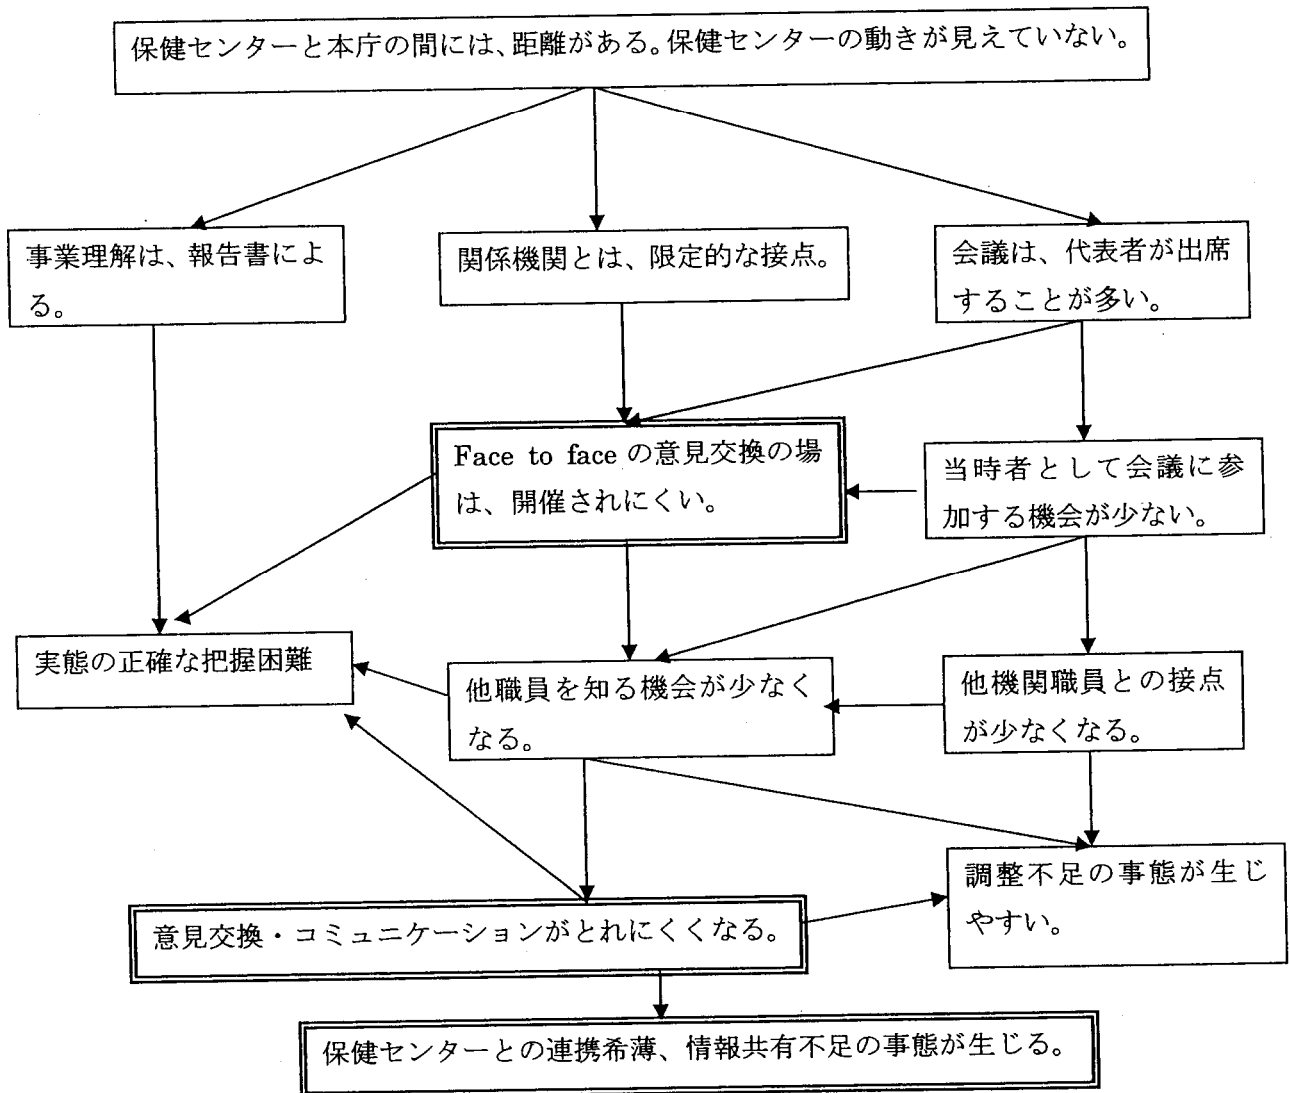 保健センターと本庁の間には、距離がある。保健センターの動きが見えていない。
事業理解は、報告書によ
る。
関係機関とは、限定的な接点。
会議は、代表者が出席
することが多い。
Face to face の意見交換の場
は、開催されにくい。
当時者として会議に参
加する機会が少ない。
実態の正確な把握困難
他職員を知る機会が少なく
なる。
他機関職員との接点
が少なくなる。
調整不足の事態が生じ
やすい。
意見交換・コミュニケーションがとれにくくなる。
保健センターとの連携希薄、情報共有不足の事態が生じる。